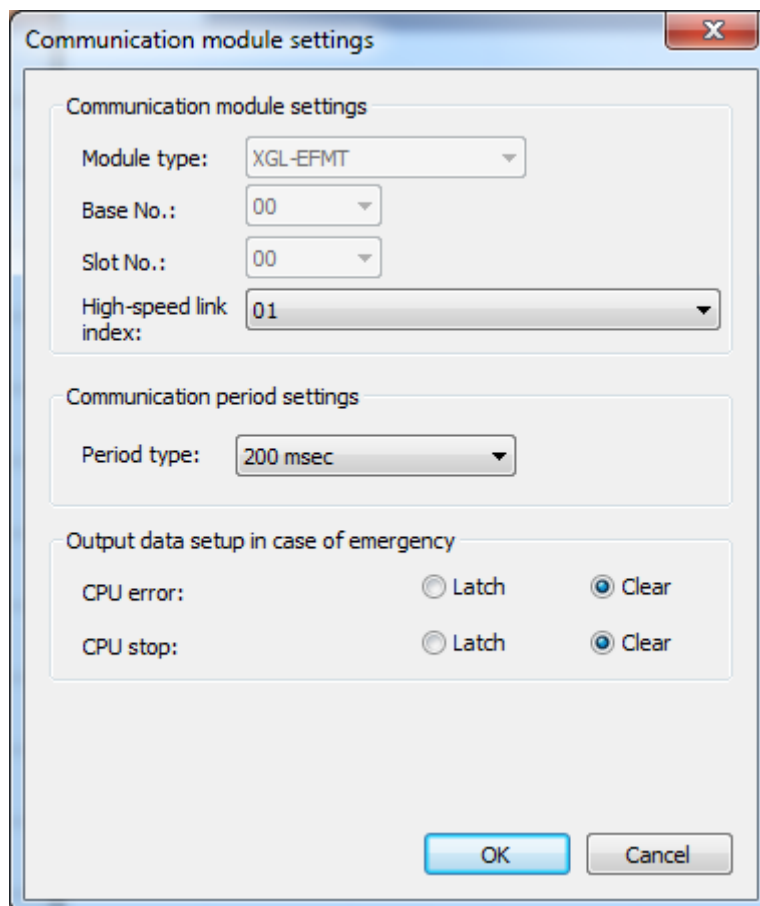 Communication module settings
Communication module settings
Module type: XGL-EFMT
Base No.: 00
Slot No.: 00
High-speed link
index: 01
Communication period settings
Period type: 200 msec
Output data setup in case of emergency
CPU error: Latch Clear
CPU stop: Latch Clear
OK Cancel